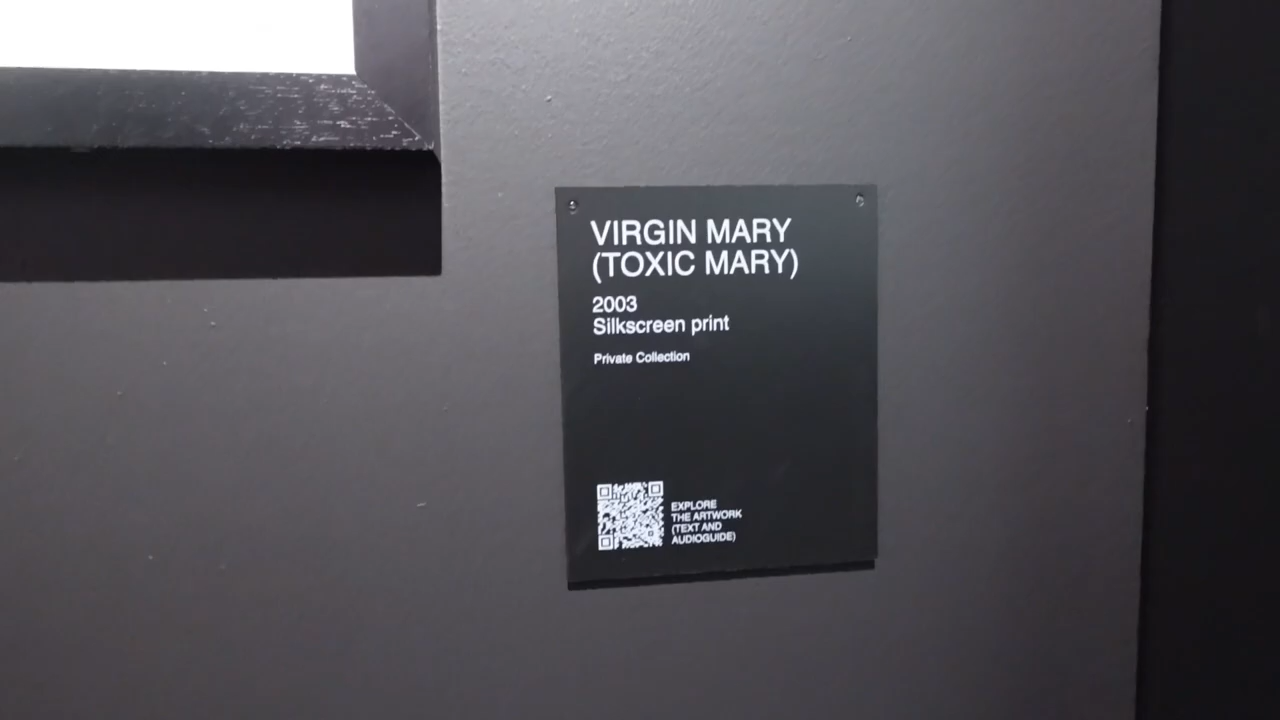 VIRGIN MARY
(TOXIC MARY)
2003
Silkscreen print
Private Collection
EXPLORE
THE ARTWORK
(TEXT AND
AUDIOGUIDE)